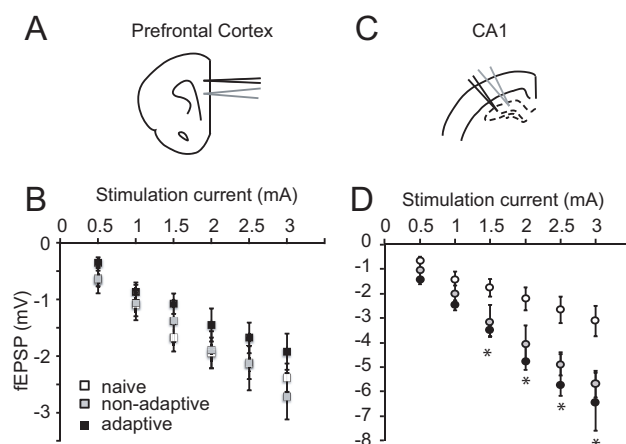 A
Prefrontal Cortex
C
CA1
B
Stimulation current (mA)
0 0.5 1 1.5 2 2.5 3
0
-1
-2
-3
fEPSP (mV)
naive
non-adaptive
adaptive
D
Stimulation current (mA)
0 0.5 1 1.5 2 2.5 3
0
-1
-2
-3
-4
-5
-6
-7
-8
*
*
*
*
*